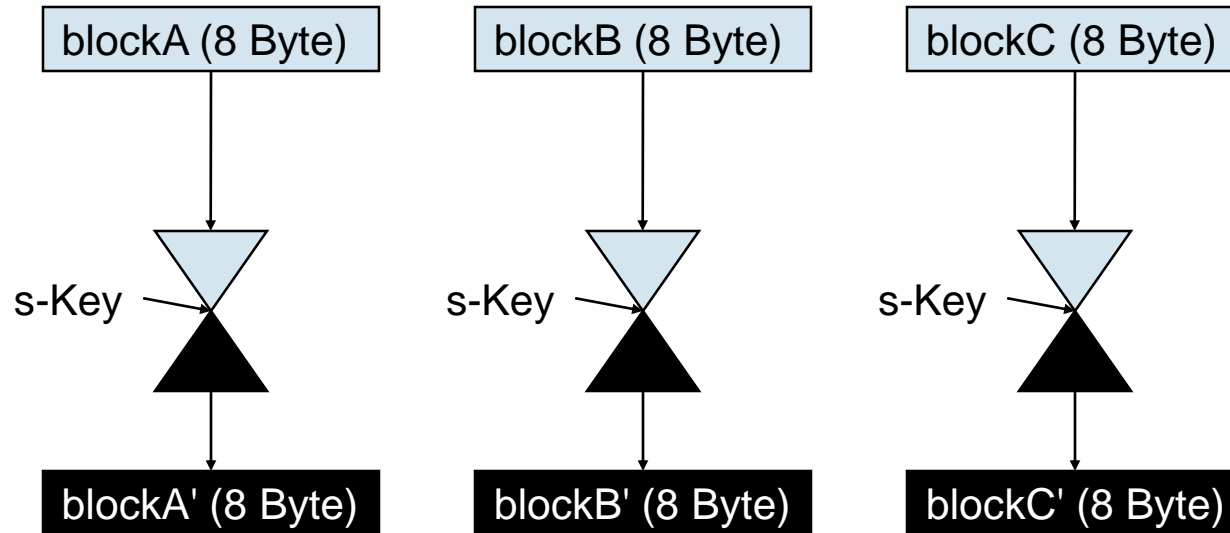 blockA (8 Byte)
blockB (8 Byte)
blockC (8 Byte)
s-Key
s-Key
s-Key
blockA' (8 Byte)
blockB' (8 Byte)
blockC' (8 Byte)